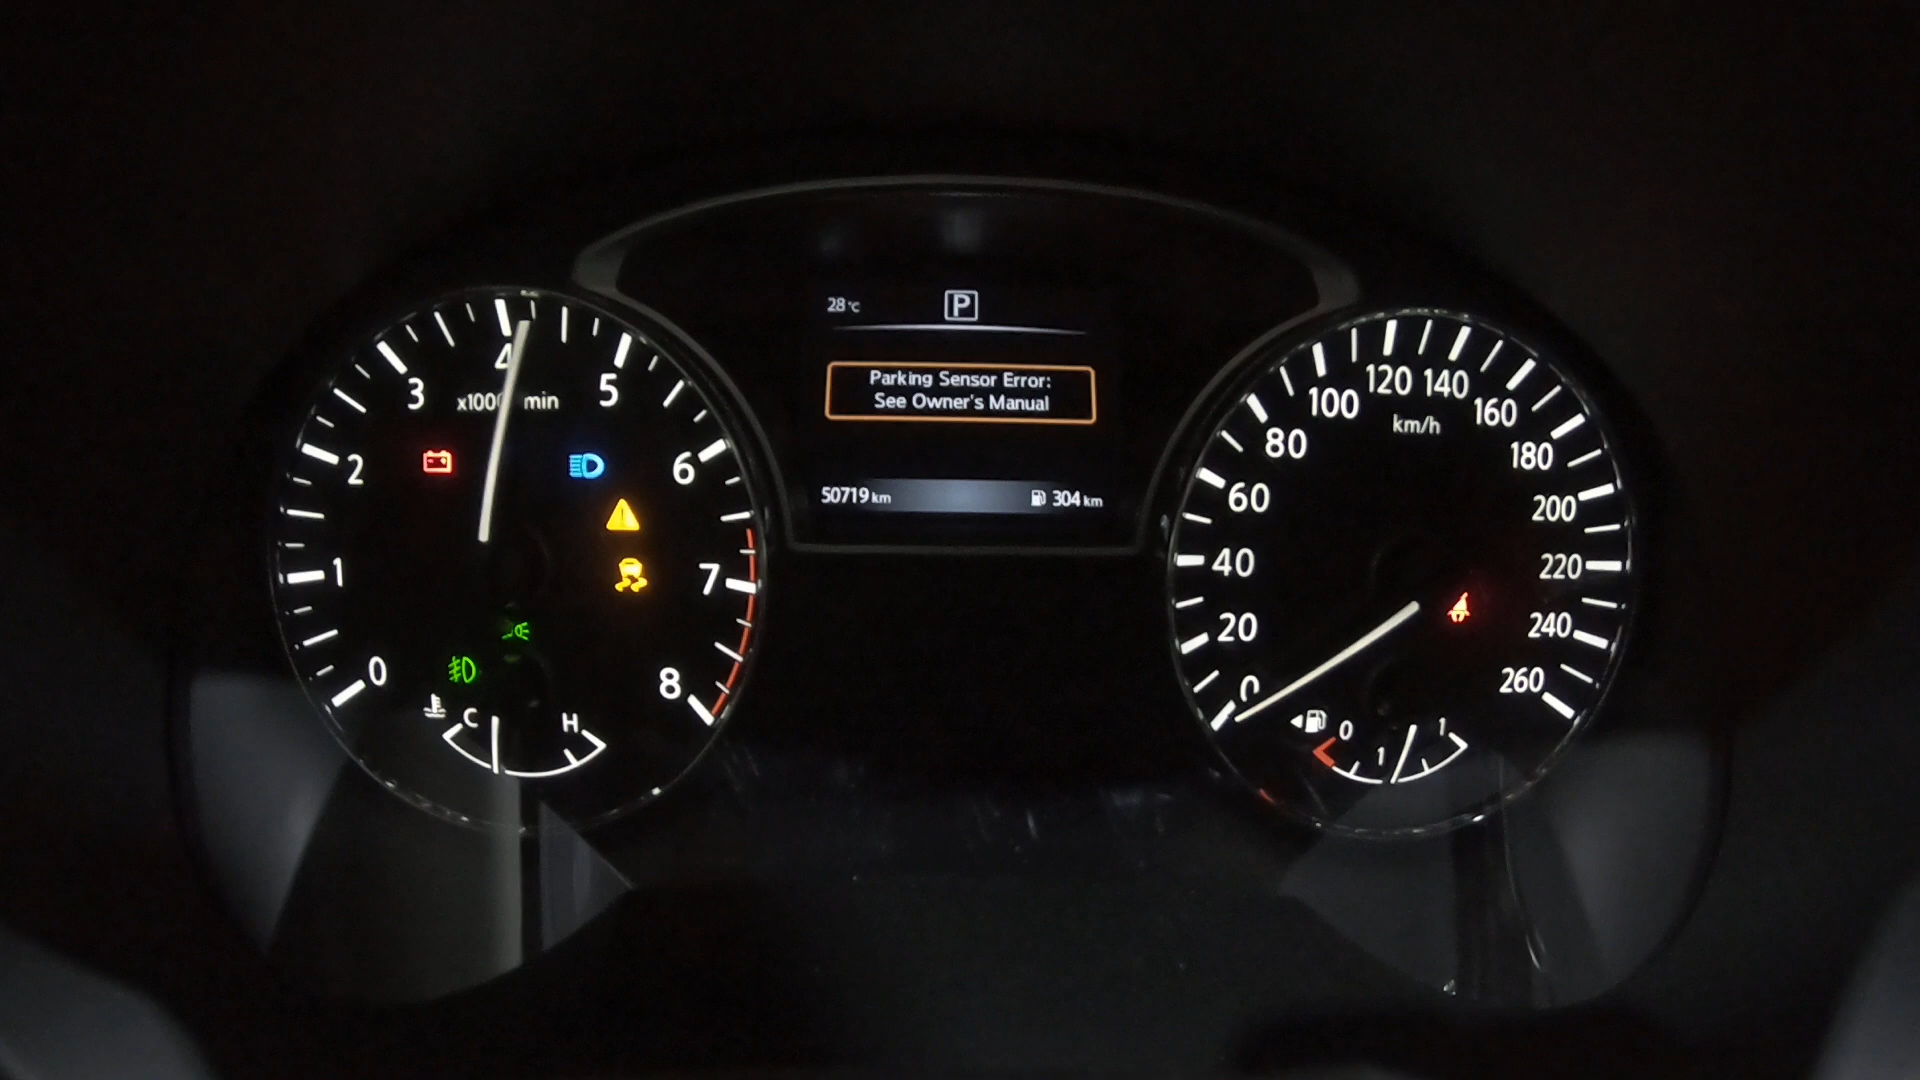 28°C P
Parking Sensor Error:
See Owner's Manual
50719 km 304 km
0
1
2
3
4
5
6
7
8
x1000 min
C H
0
20
40
60
80
100
120
140
160
180
200
220
240
260
km/h
0 1 1